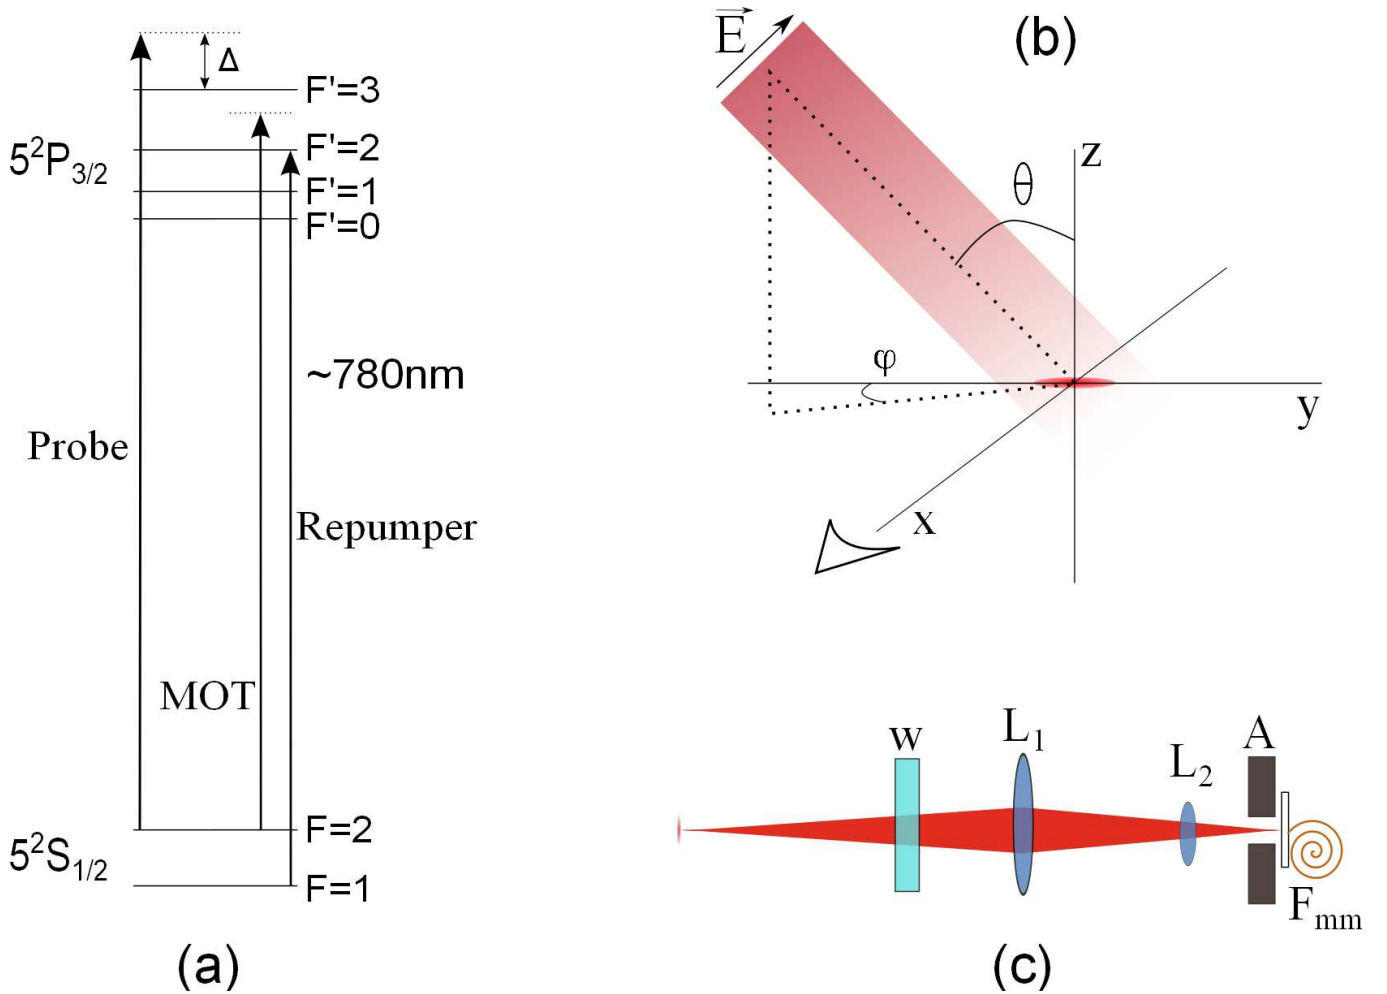 Δ
F'=3
F'=2
5²P₃/₂
F'=1
F'=0
~780nm
Probe
Repumper
MOT
F=2
5²S₁/₂
F=1
(a)
E⃗
(b)
z
θ
φ
y
x
w
L₁
L₂
A
Fₘₘ
(c)